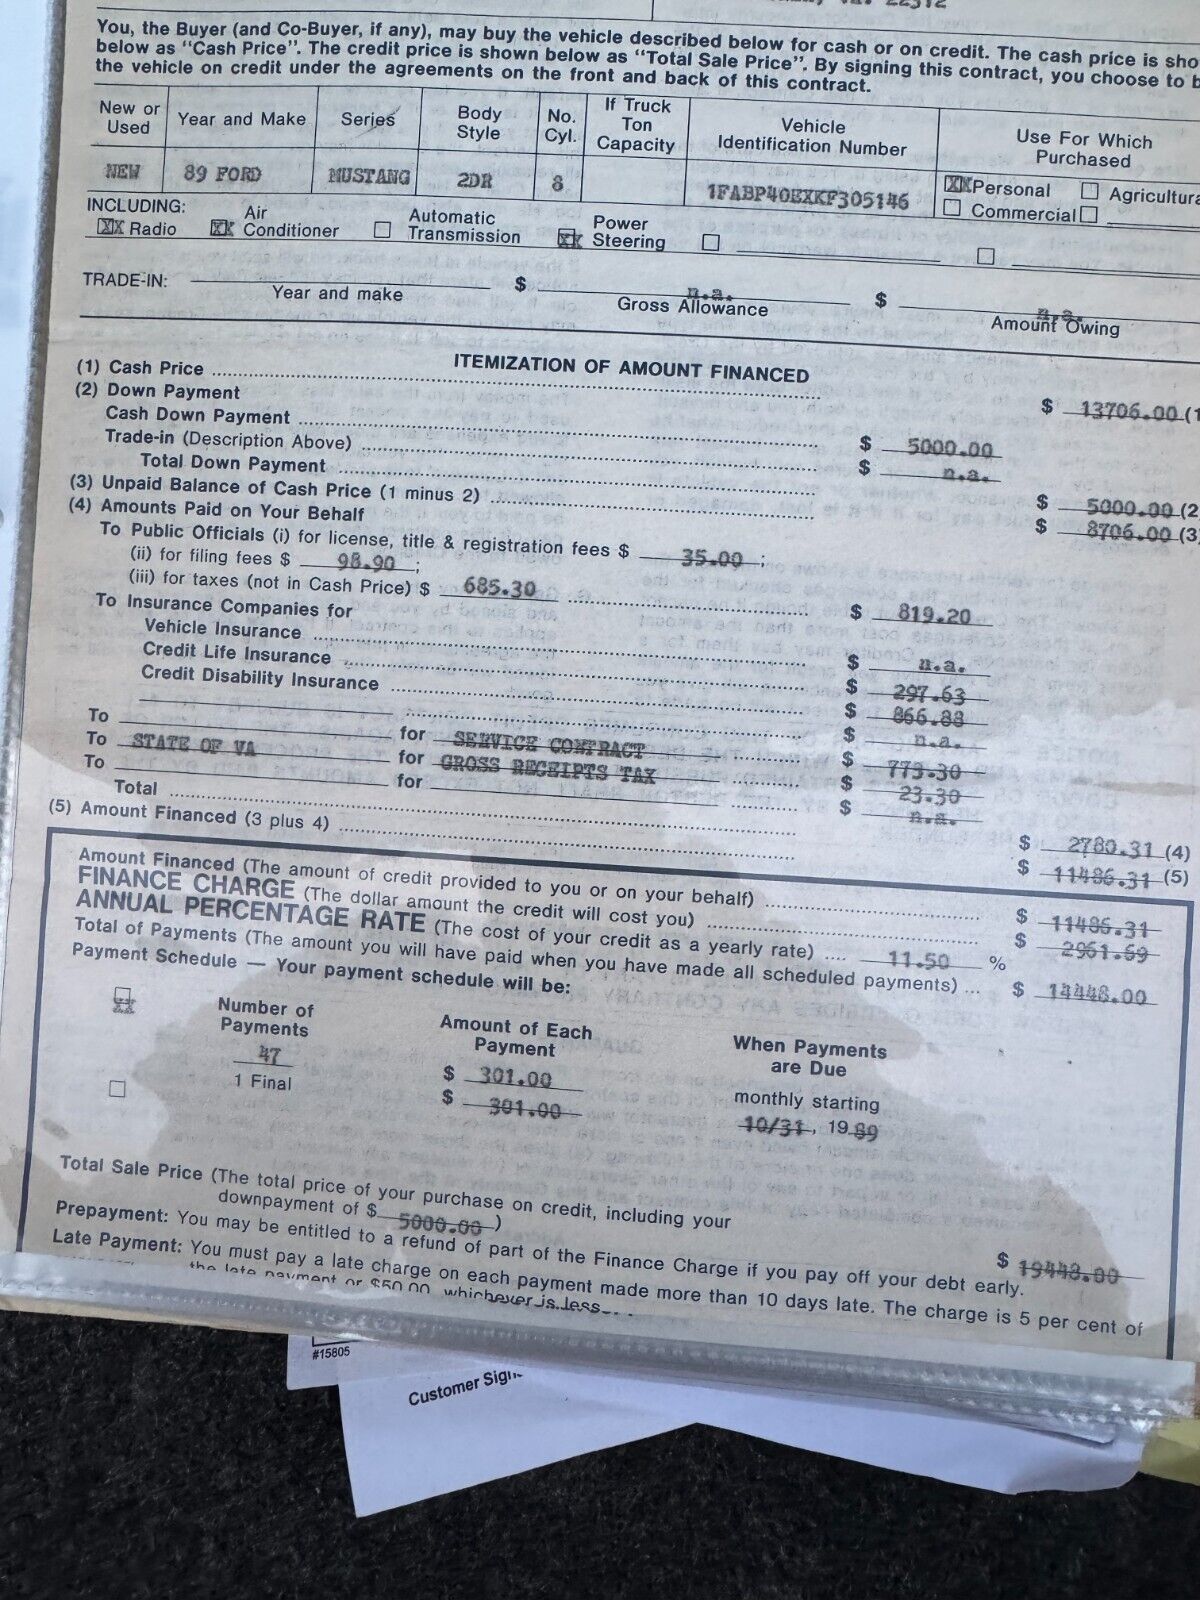 22312
You, the Buyer (and Co-Buyer, if any), may buy the vehicle described below for cash or on credit. The cash price is sho
below as "Cash Price". The credit price is shown below as "Total Sale Price". By signing this contract, you choose to b
the vehicle on credit under the agreements on the front and back of this contract.
New or Used Year and Make Series Body Style No. Cyl. If Truck Ton Capacity Vehicle Identification Number Use For Which Purchased
NEW 89 FORD MUSTANG 2DR 8 1FABP40EXKF305146 XX Personal Agricultura
Commercial
INCLUDING:
XX Radio XX Air Conditioner Automatic Transmission XX Power Steering
TRADE-IN: $ n.a. $ n.a.
Year and make Gross Allowance Amount Owing
ITEMIZATION OF AMOUNT FINANCED
(1) Cash Price $ 13706.00 (1
(2) Down Payment
Cash Down Payment $ 5000.00
Trade-in (Description Above) $ n.a.
Total Down Payment $ 5000.00 (2
(3) Unpaid Balance of Cash Price (1 minus 2) $ 8706.00 (3)
(4) Amounts Paid on Your Behalf
To Public Officials (i) for license, title & registration fees $ 35.00 ;
(ii) for filing fees $ 98.90 ;
(iii) for taxes (not in Cash Price) $ 685.30 $ 819.20
To Insurance Companies for
Vehicle Insurance $ n.a.
Credit Life Insurance $ 297.63
Credit Disability Insurance $ 866.88
$ n.a.
To for SERVICE CONTRACT $ 773.30
To STATE OF VA for GROSS RECEIPTS TAX $ 23.30
To for $ n.a.
Total $ 2780.31 (4)
(5) Amount Financed (3 plus 4) $ 11486.31 (5)
Amount Financed (The amount of credit provided to you or on your behalf) $ 11486.31
FINANCE CHARGE (The dollar amount the credit will cost you) $ 2961.69
ANNUAL PERCENTAGE RATE (The cost of your credit as a yearly rate) 11.50 %
Total of Payments (The amount you will have paid when you have made all scheduled payments) $ 14448.00
Payment Schedule — Your payment schedule will be:
XX Number of Payments Amount of Each Payment When Payments are Due
47 $ 301.00 monthly starting
1 Final $ 301.00 10/31, 19 89
Total Sale Price (The total price of your purchase on credit, including your
downpayment of $ 5000.00 ) $ 19448.00
Prepayment: You may be entitled to a refund of part of the Finance Charge if you pay off your debt early.
Late Payment: You must pay a late charge on each payment made more than 10 days late. The charge is 5 per cent of
the late payment or $50.00, whichever is less.
#15805
Customer Sign